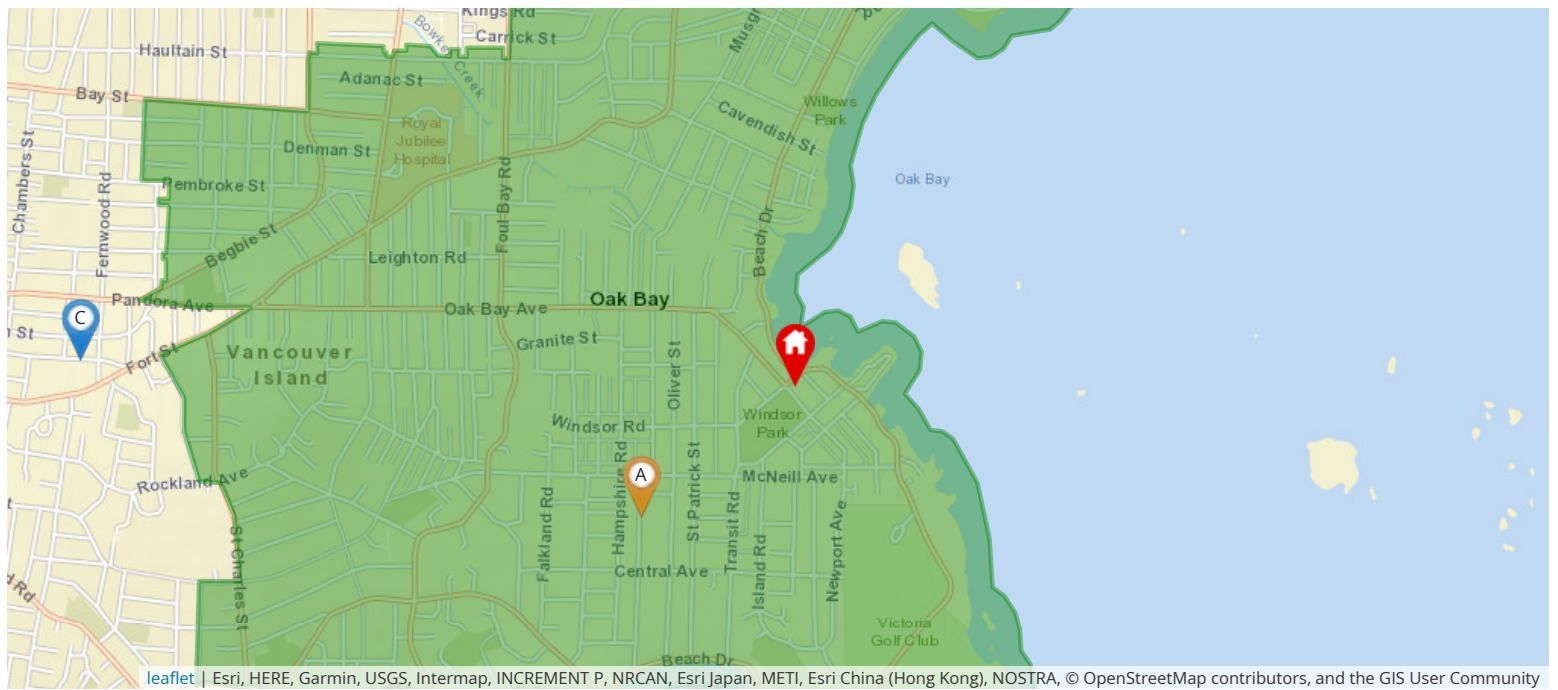 Kings Rd
Haultain St
Bowker Creek
Carrick St
Musgr
Adanac St
Bay St
Willows
Park
Cavendish St
Royal
Jubilee
Hospital
Denman St
Chambers St
Fernwood Rd
Pembroke St
Foul Bay Rd
Oak Bay
Begbie St
Beach Dr
Leighton Rd
Pandora Ave
Oak Bay Ave
Oak Bay
C
n St
Fort St
Vancouver
Island
Granite St
Oliver St
Windsor
Park
Windsor Rd
Hampshire Rd
A
St Patrick St
McNeill Ave
Rockland Ave
t
Falkland Rd
Transit Rd
Island Rd
Newport Ave
St Charles St
Central Ave
d Rd
Victoria
Golf Club
Beach Dr
leaflet | Esri, HERE, Garmin, USGS, Intermap, INCREMENT P, NRCAN, Esri Japan, METI, Esri China (Hong Kong), NOSTRA, © OpenStreetMap contributors, and the GIS User Community